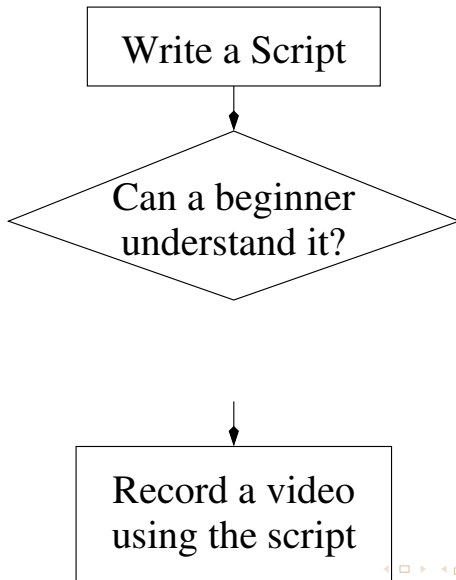 Write a Script
Can a beginner
understand it?
Record a video
using the script